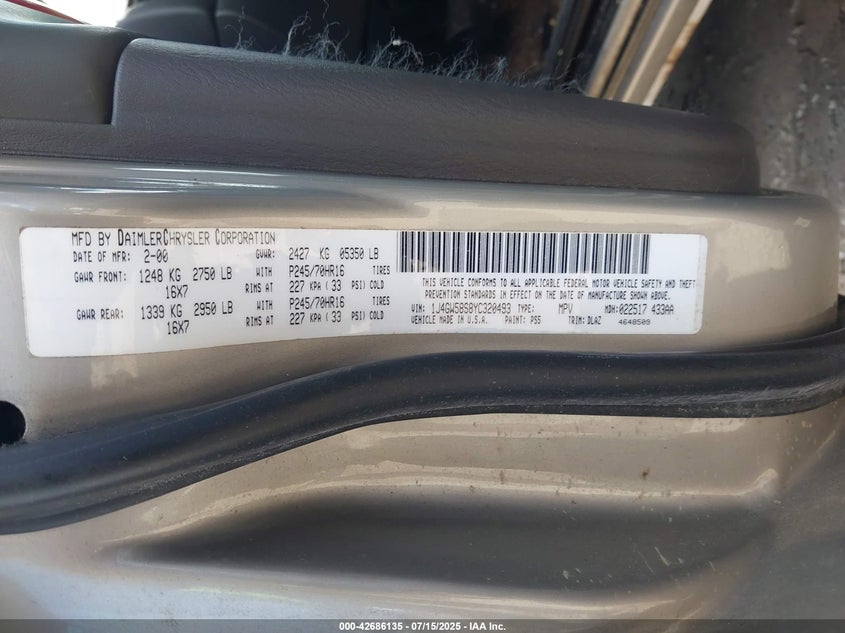 MFD BY DAIMLERCHRYSLER CORPORATION
DATE OF MFR: 2-00 GVWR: 2427 KG 05350 LB
GAWR FRONT: 1248 KG 2750 LB WITH P245/70HR16 TIRES
16X7 RIMS AT 227 KPA ( 33 PSI) COLD
GAWR REAR: 1339 KG 2950 LB WITH P245/70HR16 TIRES
16X7 RIMS AT 227 KPA ( 33 PSI) COLD
THIS VEHICLE CONFORMS TO ALL APPLICABLE FEDERAL MOTOR VEHICLE SAFETY AND THEFT
PREVENTION STANDARDS IN EFFECT ON THE DATE OF MANUFACTURE SHOWN ABOVE.
VIN: 1J4GW58S8YC320493 TYPE: MPV MDH: 022517 433AA
VEHICLE MADE IN U.S.A. PAINT: PS5 TRIM: DLAZ 4648509
000-42686135 - 07/15/2025 - IAA Inc.